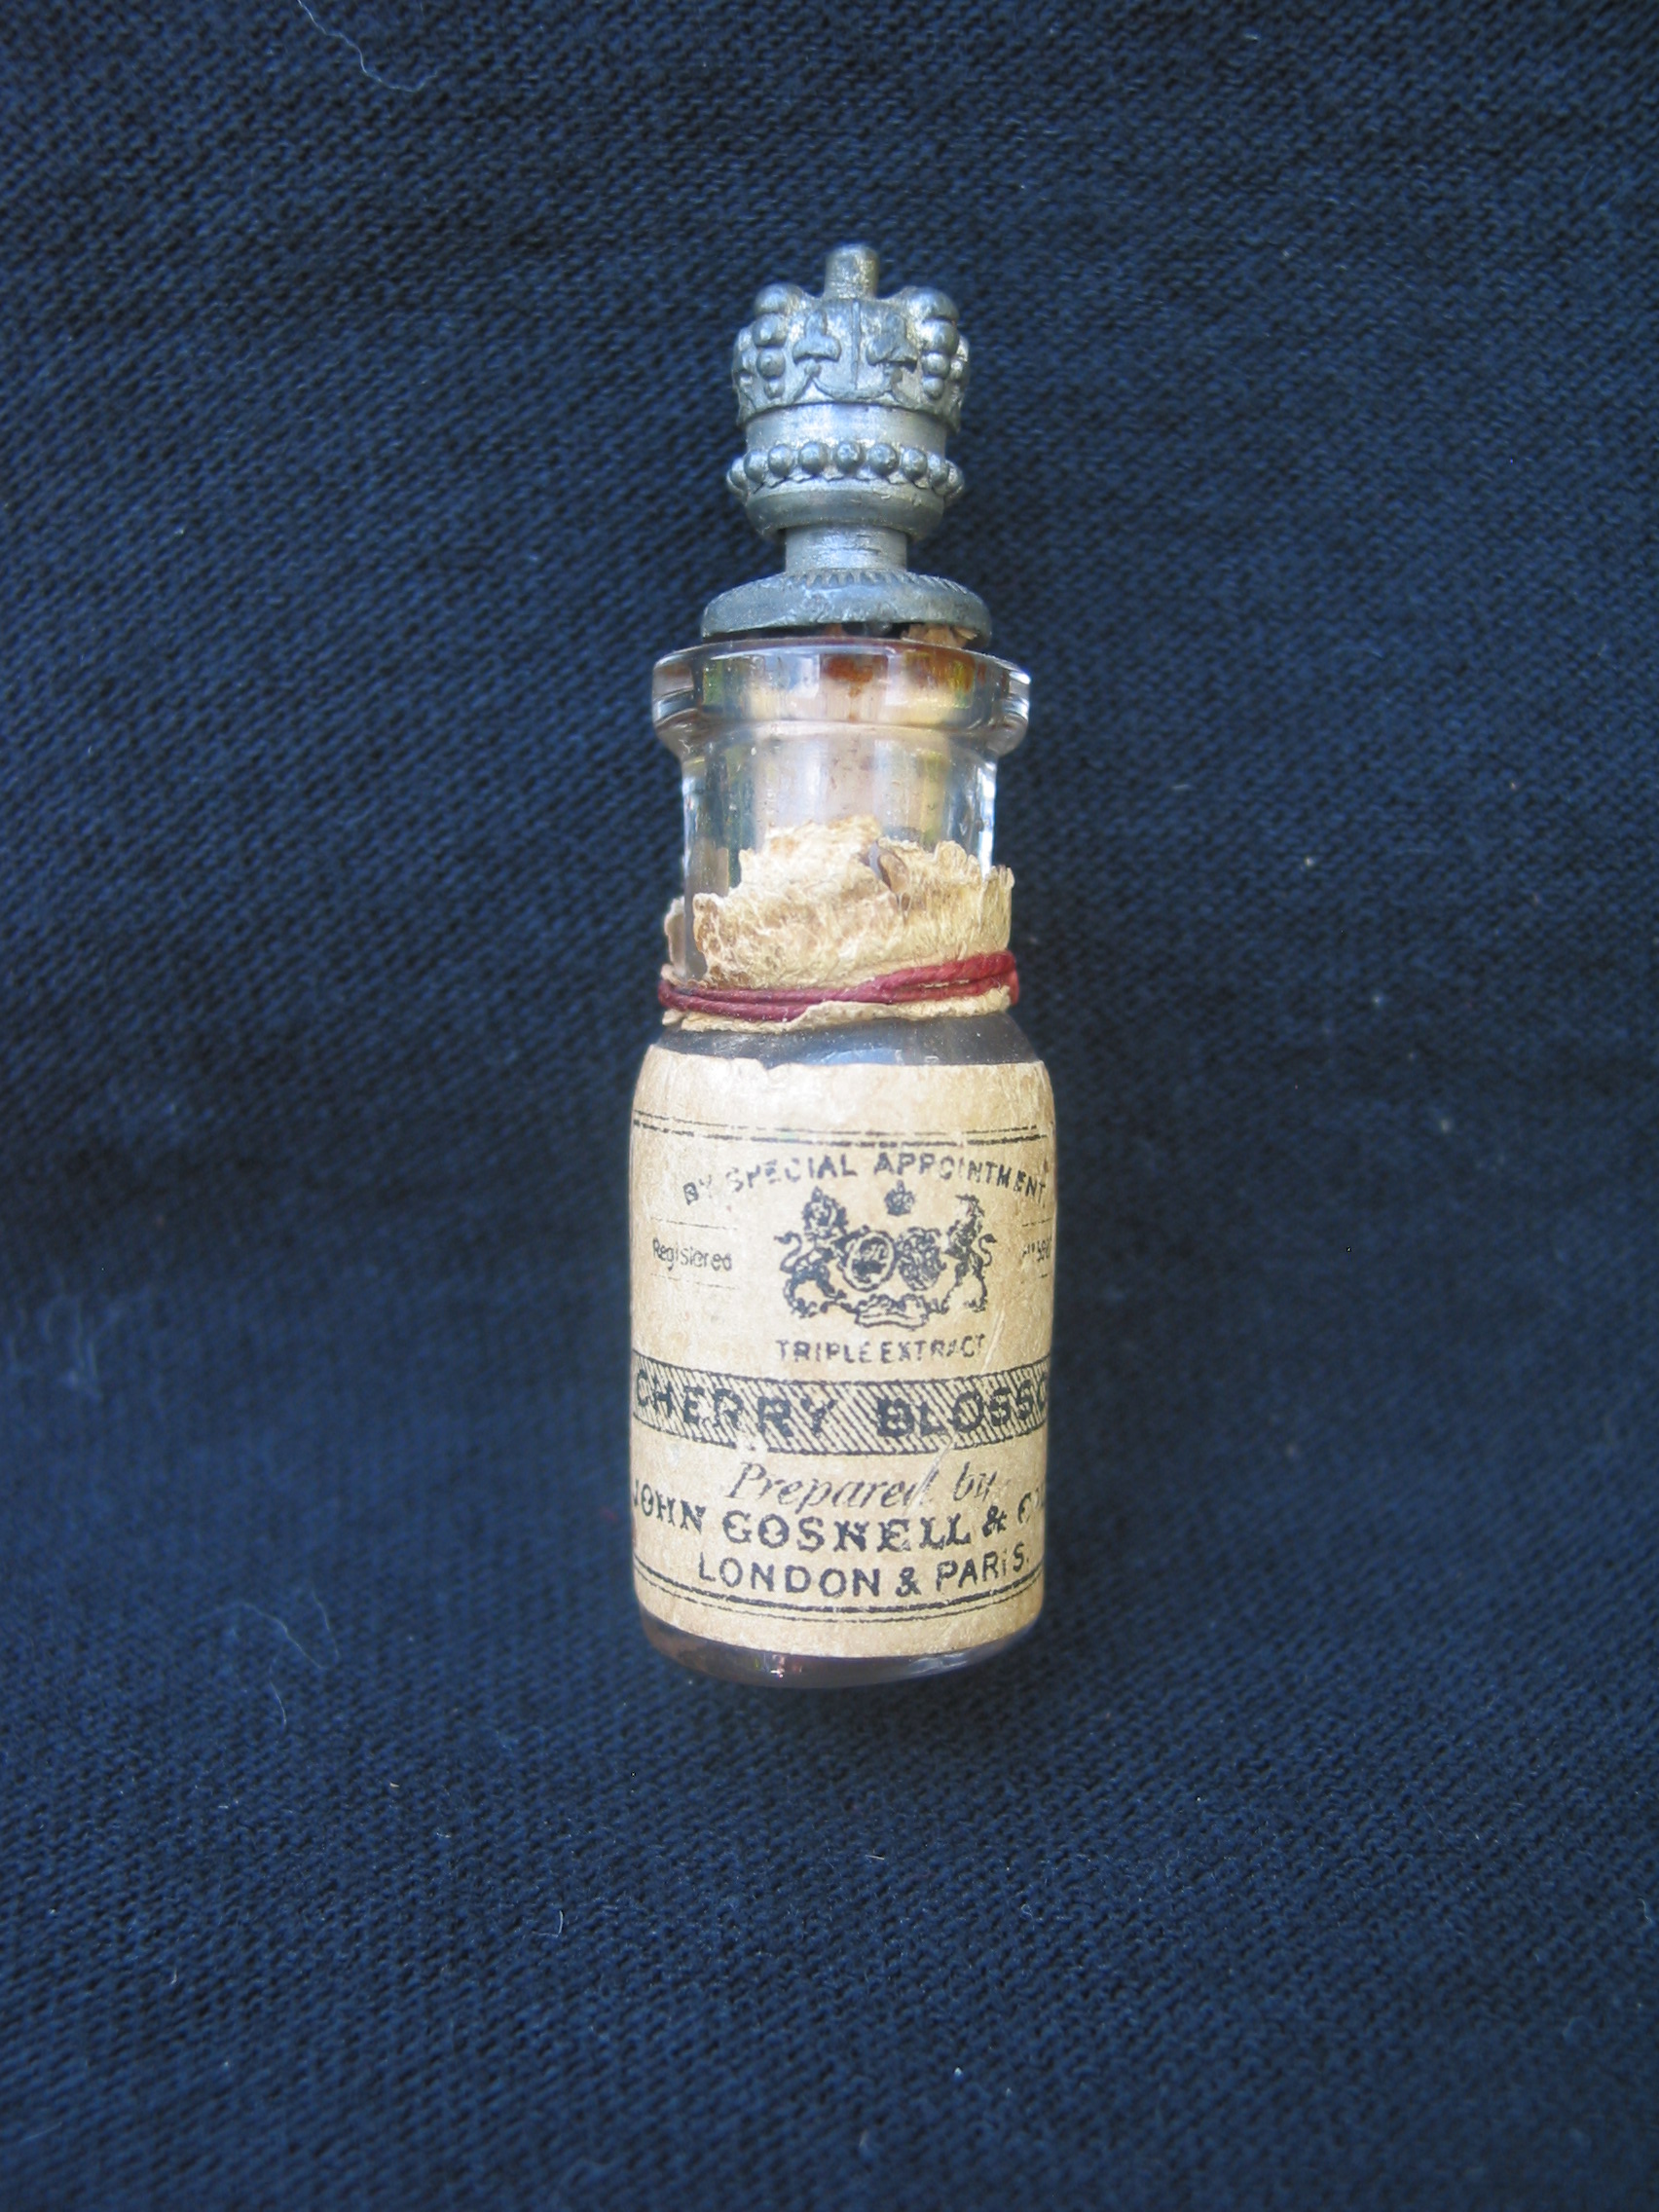 BY SPECIAL APPOINTMENT
Registered
TRIPLE EXTRACT
CHERRY BLOSSO
Prepared by
JOHN GOSNELL & C
LONDON & PARIS.